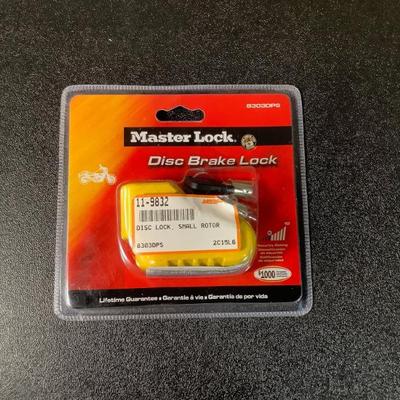 8303DPS
Master Lock
Disc Brake Lock
11-9832
DISC LOCK, SMALL ROTOR
8303DPS 2C15L6
$1000
Lifetime Guarantee • Garantie à vie • Garantía de por vida